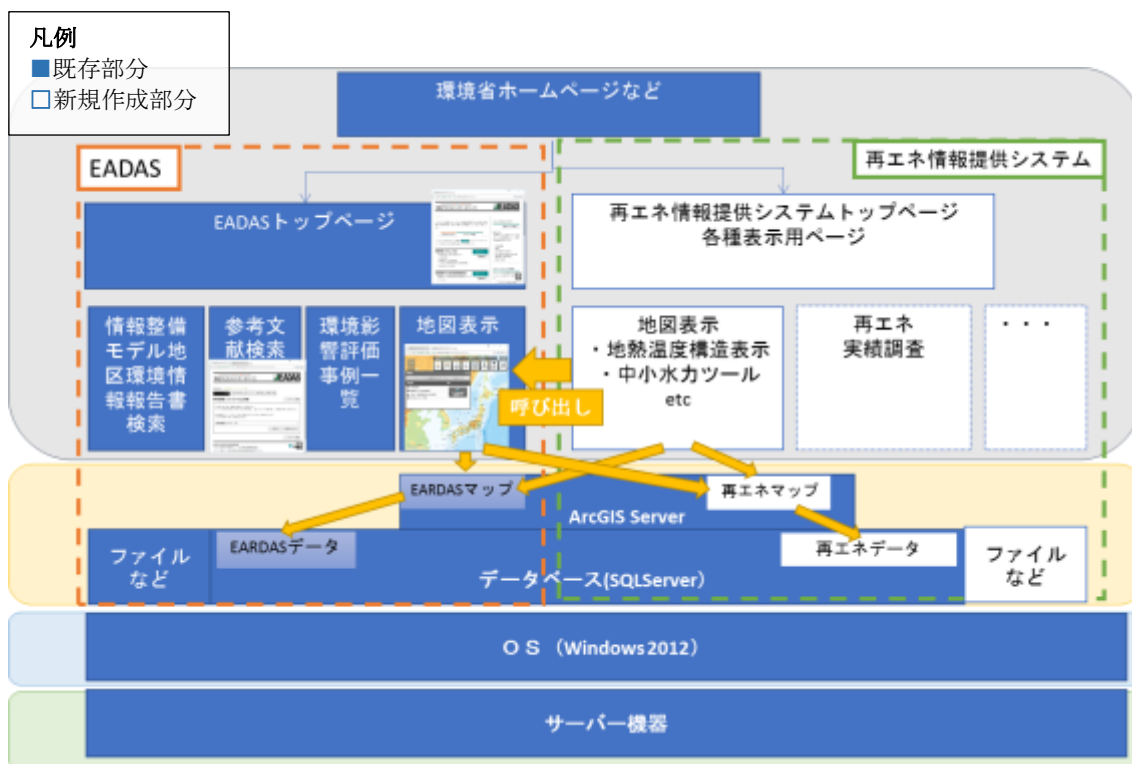 凡例
■既存部分
□新規作成部分
環境省ホームページなど
EADAS
再エネ情報提供システム
EADASトップページ
再エネ情報提供システムトップページ
各種表示用ページ
情報整備
モデル地
区環境情
報報告書
検索
参考文
献検索
環境影
響評価
事例一
覧
地図表示
地図表示
・地熱温度構造表示
・中小水力ツール
etc
再エネ
実績調査
・・・
呼び出し
EARDASマップ
再エネマップ
ArcGIS Server
ファイル
など
EARDASデータ
再エネデータ
データベース(SQLServer)
ファイル
など
ОS（Windows2012）
サーバー機器